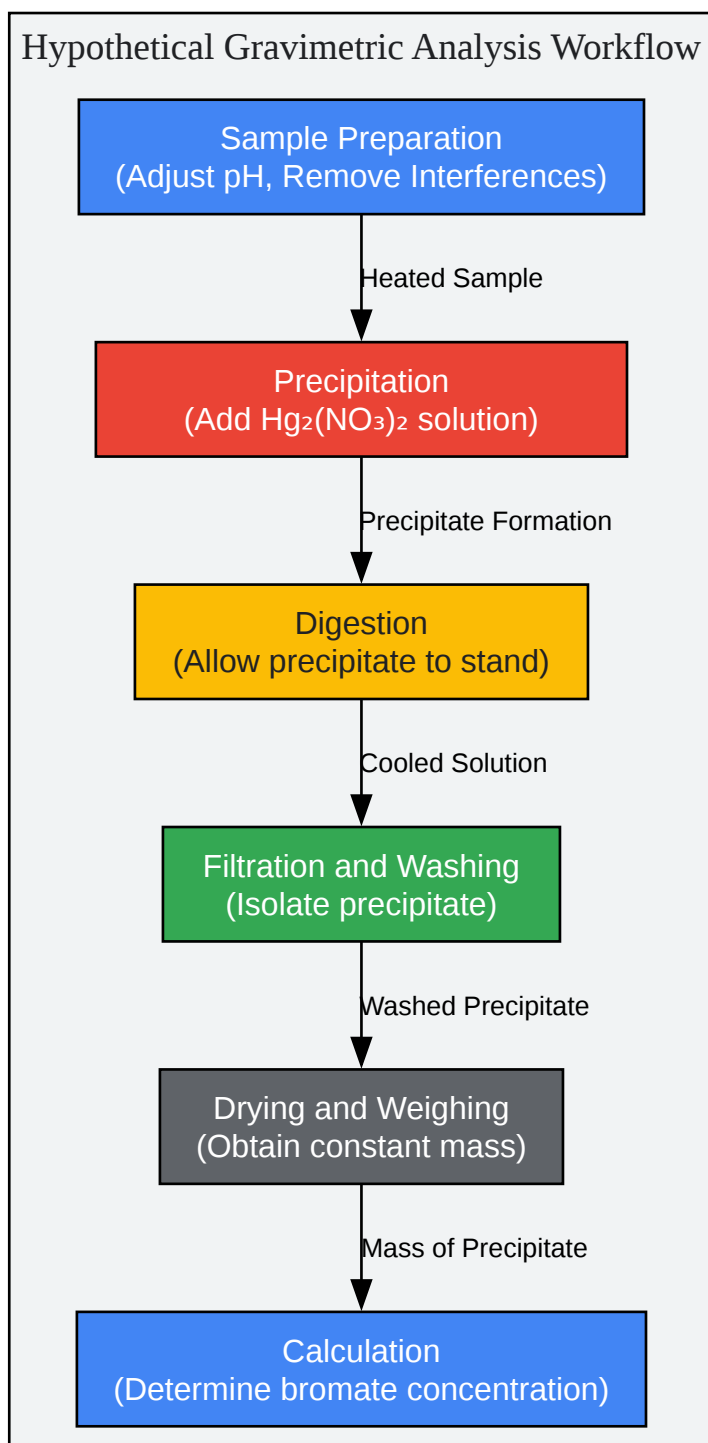 Hypothetical Gravimetric Analysis Workflow
Sample Preparation
(Adjust pH, Remove Interferences)
Heated Sample
Precipitation
(Add Hg₂(NO₃)₂ solution)
Precipitate Formation
Digestion
(Allow precipitate to stand)
Cooled Solution
Filtration and Washing
(Isolate precipitate)
Washed Precipitate
Drying and Weighing
(Obtain constant mass)
Mass of Precipitate
Calculation
(Determine bromate concentration)